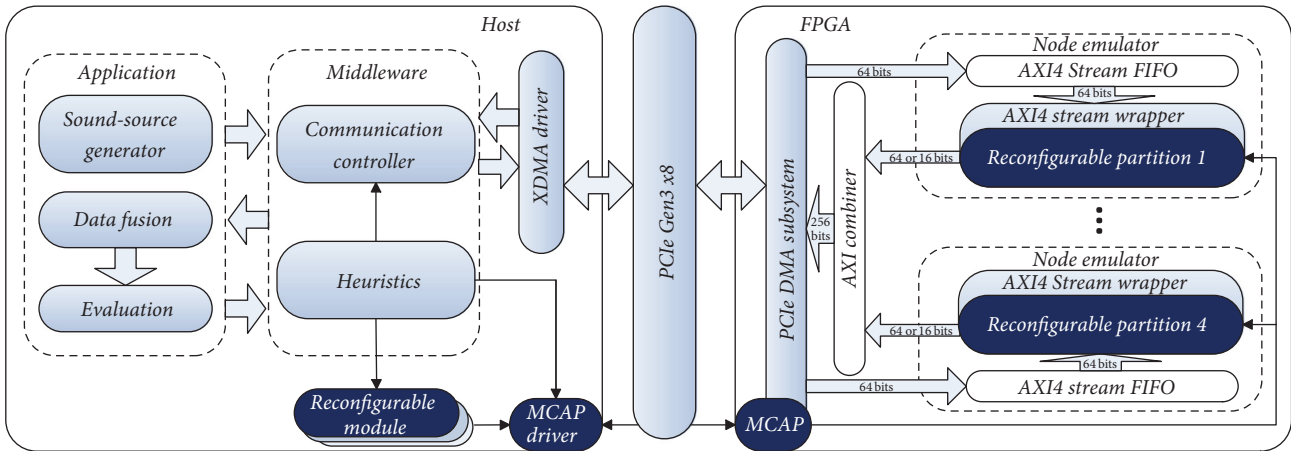 Host
Application
Sound-source
generator
Data fusion
Evaluation
Middleware
Communication
controller
Heuristics
Reconfigurable
module
XDMA driver
MCAP
driver
PCIe Gen3 x8
FPGA
PCIe DMA subsystem
MCAP
AXI combiner
256
bits
Node emulator
64 bits
AXI4 Stream FIFO
64 bits
AXI4 stream wrapper
64 or 16 bits
Reconfigurable partition 1
Node emulator
AXI4 Stream wrapper
64 or 16 bits
Reconfigurable partition 4
64 bits
64 bits
AXI4 stream FIFO